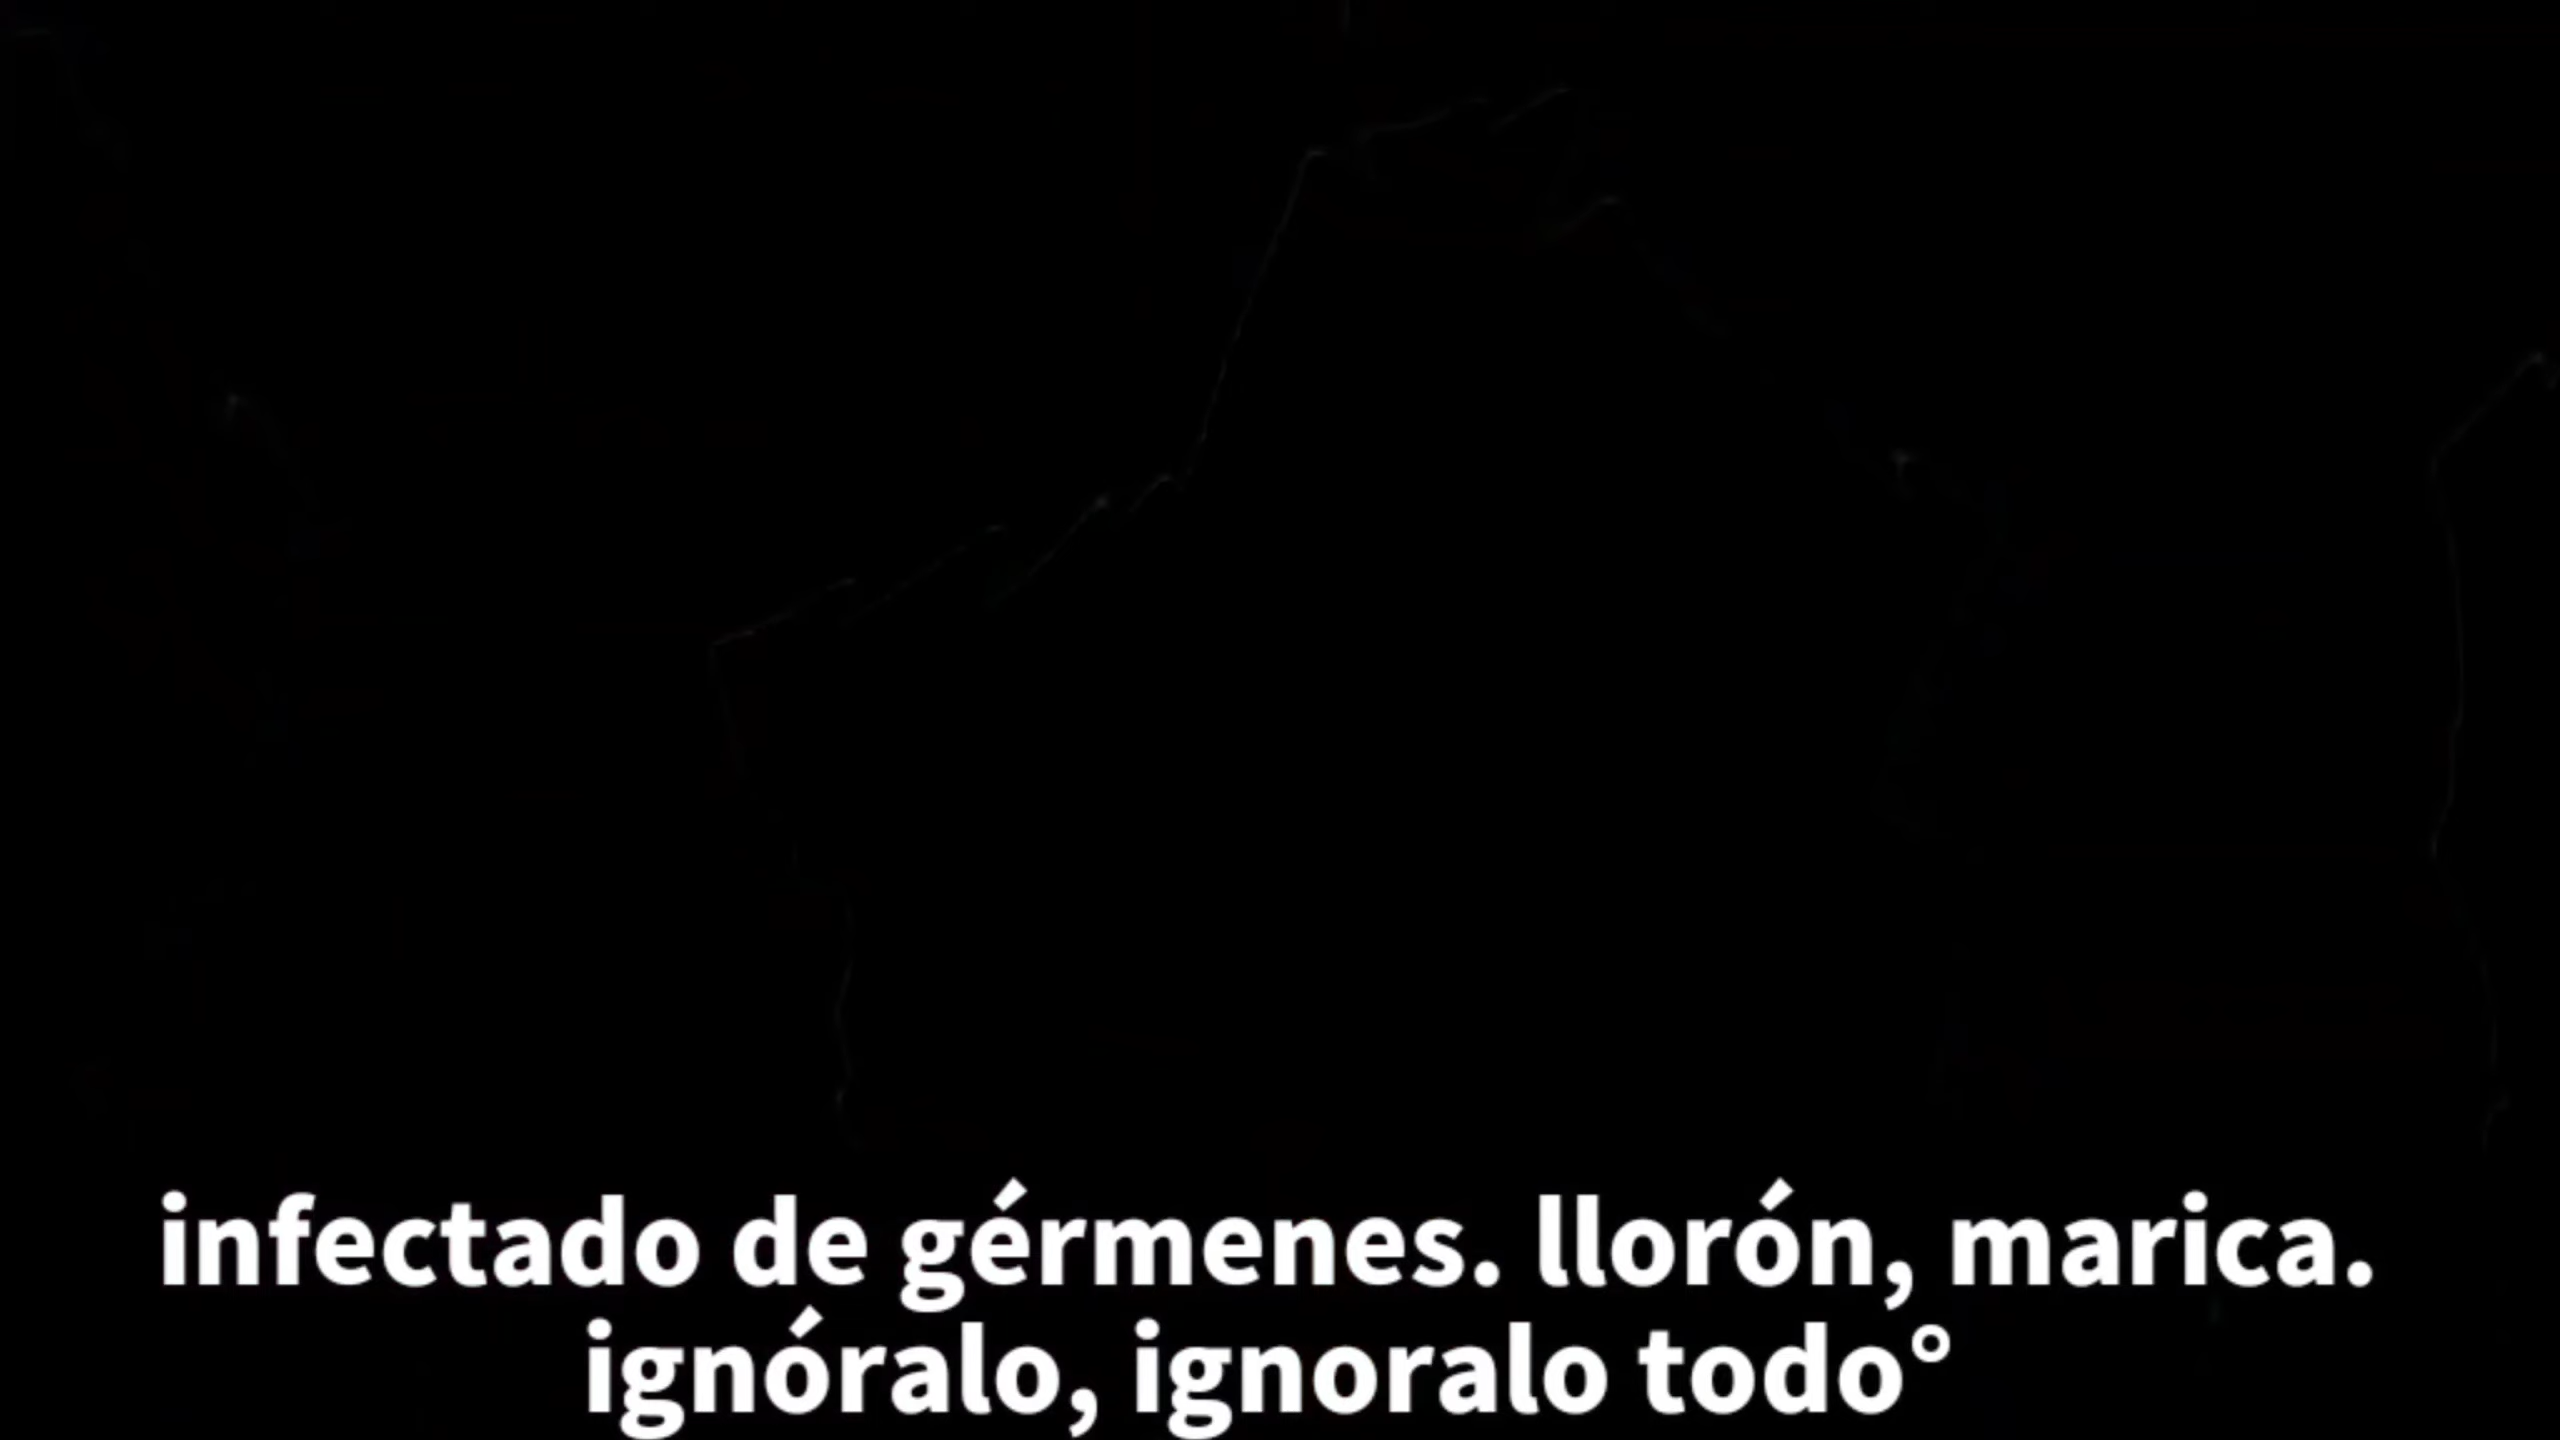 infectado de gérmenes. llorón, marica.
ignóralo, ignoralo todo°